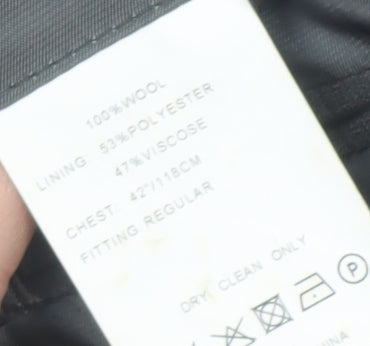 100%WOOL
LINING: 53%POLYESTER
47%VISCOSE
CHEST: 42"/118CM
FITTING REGULAR
DRY CLEAN ONLY
P